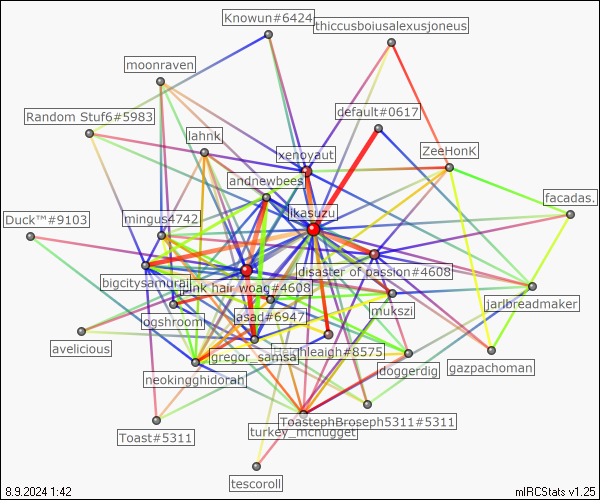 Knowun#6424
thiccusboiusalexusjoneus
moonraven
default#0617
Random Stuf6#5983
lahnk
ZeeHonK
xenoyaut
andnewbees
facadas.
Duck™#9103
mingus4742
ikasuzu
disaster of passion#4608
bigcitysamurai
pink hair woag#4608
jarlbreadmaker
ogshroom
asad#6947
mukszi
avelicious
gregor_samsa
Heighleigh#8575
gazpachoman
doggerdig
neokingghidorah
ToastephBroseph5311#5311
Toast#5311
turkey_mcnugget
tescoroll
8.9.2024 1:42
mIRCStats v1.25